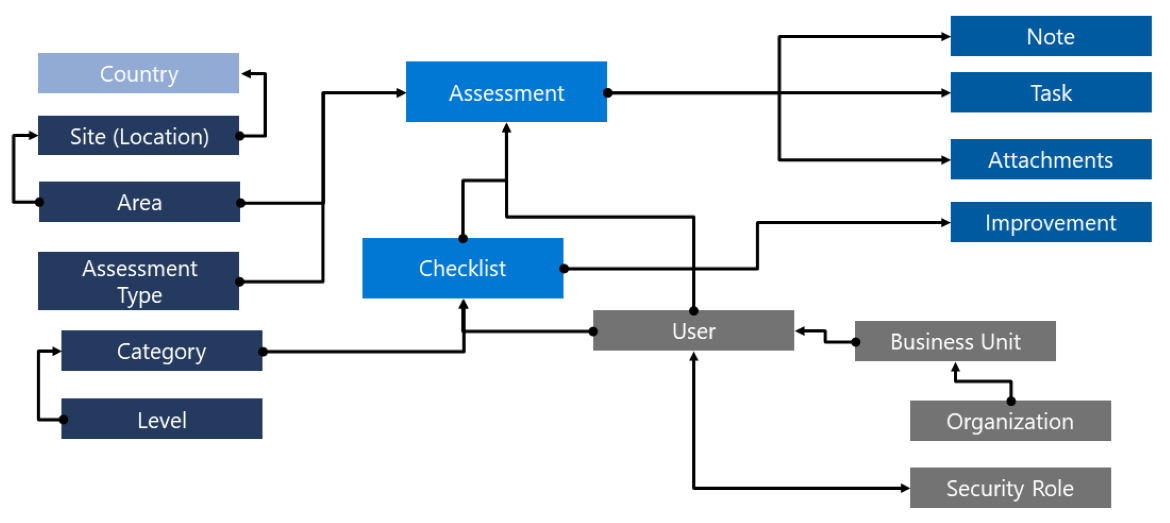 Country
Site (Location)
Area
Assessment
Type
Category
Level
Assessment
Checklist
User
Note
Task
Attachments
Improvement
Business Unit
Organization
Security Role